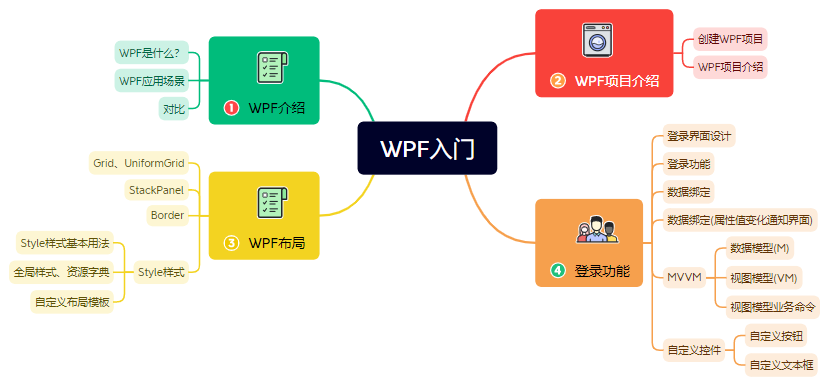 WPF入门
1 WPF介绍
WPF是什么？
WPF应用场景
对比
2 WPF项目介绍
创建WPF项目
WPF项目介绍
3 WPF布局
Grid、UniformGrid
StackPanel
Border
Style样式
Style样式基本用法
全局样式、资源字典
自定义布局模板
4 登录功能
登录界面设计
登录功能
数据绑定
数据绑定(属性值变化通知界面)
MVVM
数据模型(M)
视图模型(VM)
视图模型业务命令
自定义控件
自定义按钮
自定义文本框